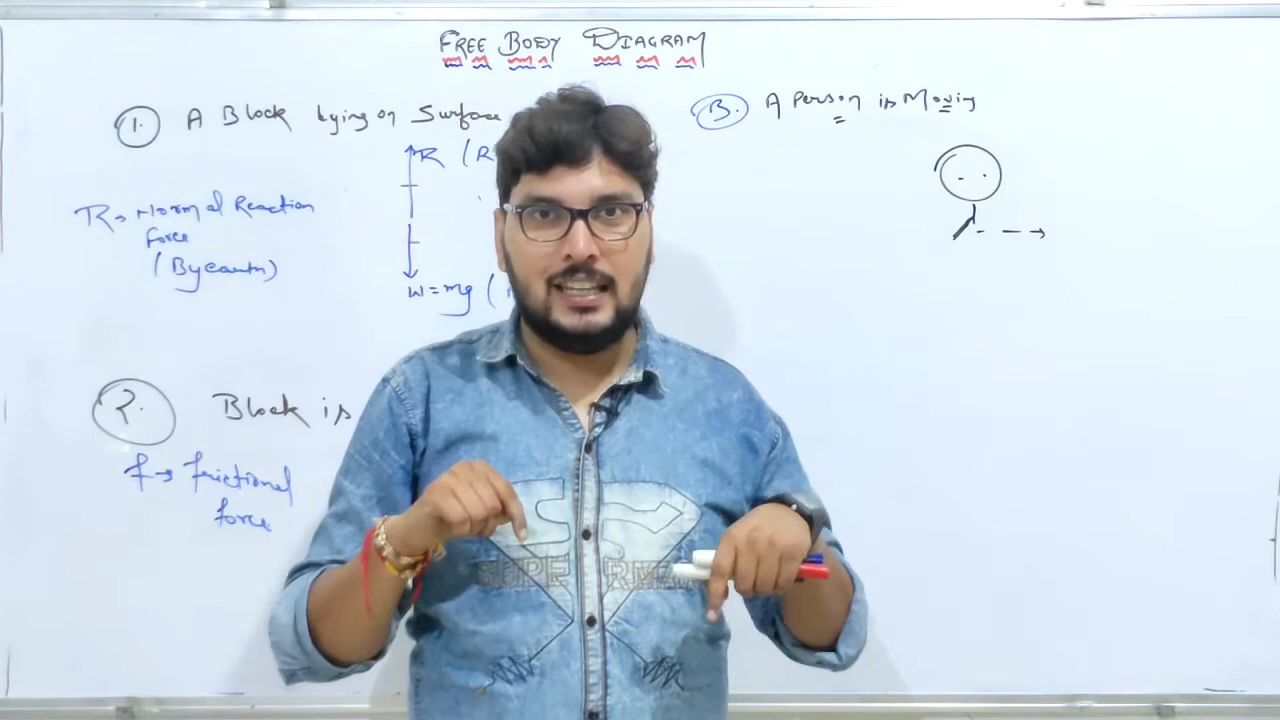 FREE BODY DIAGRAM
1. A Block lying on Surface
R (R
R → Normal Reaction
force
(By earth)
W = mg (
2. Block is
f → frictional
force
B. A Person is Moving
SUPERMAN